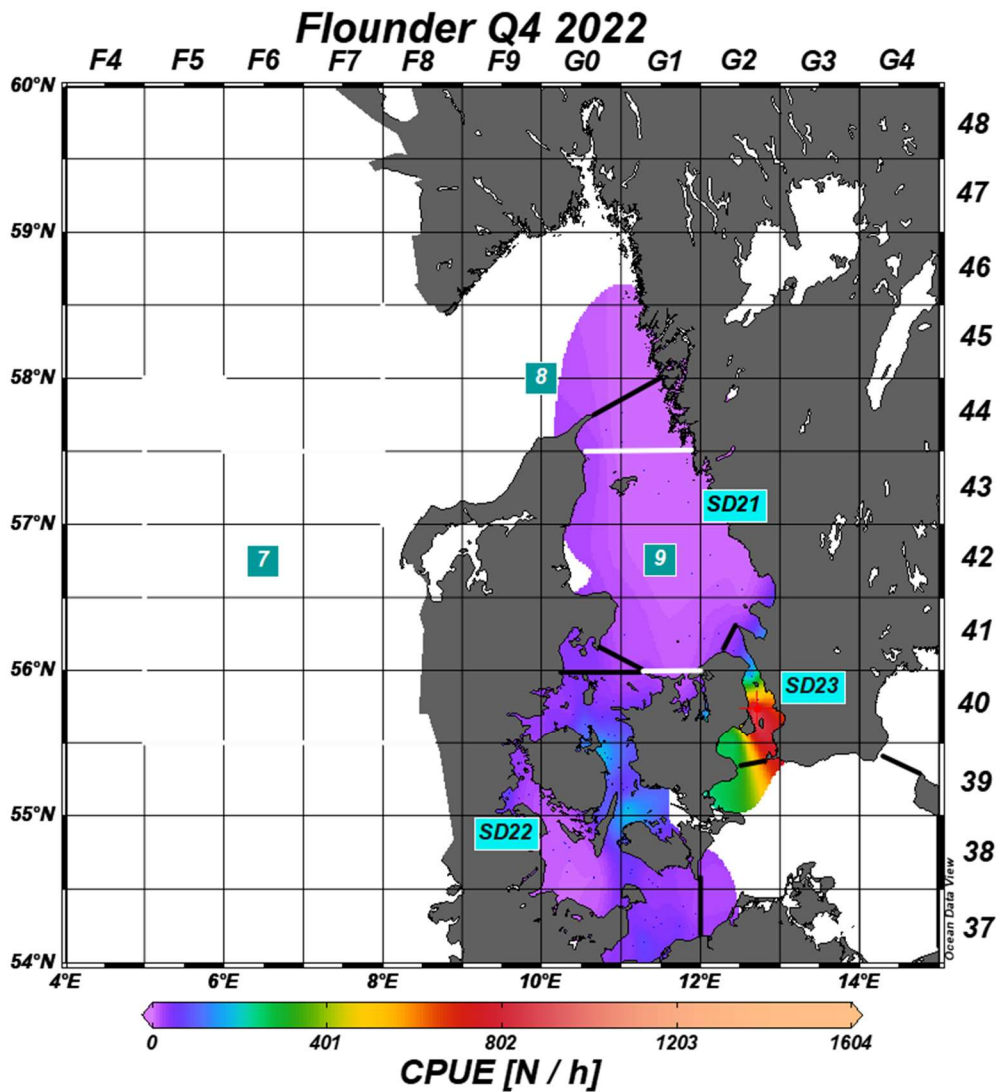 Flounder Q4 2022
F4 F5 F6 F7 F8 F9 G0 G1 G2 G3 G4
60°N
48
47
59°N
46
45
58°N
8
44
43
SD21
57°N
7
9
42
41
56°N
SD23
40
39
55°N
SD22
38
Ocean Data View
37
54°N
4°E 6°E 8°E 10°E 12°E 14°E
0 401 802 1203 1604
CPUE [N / h]